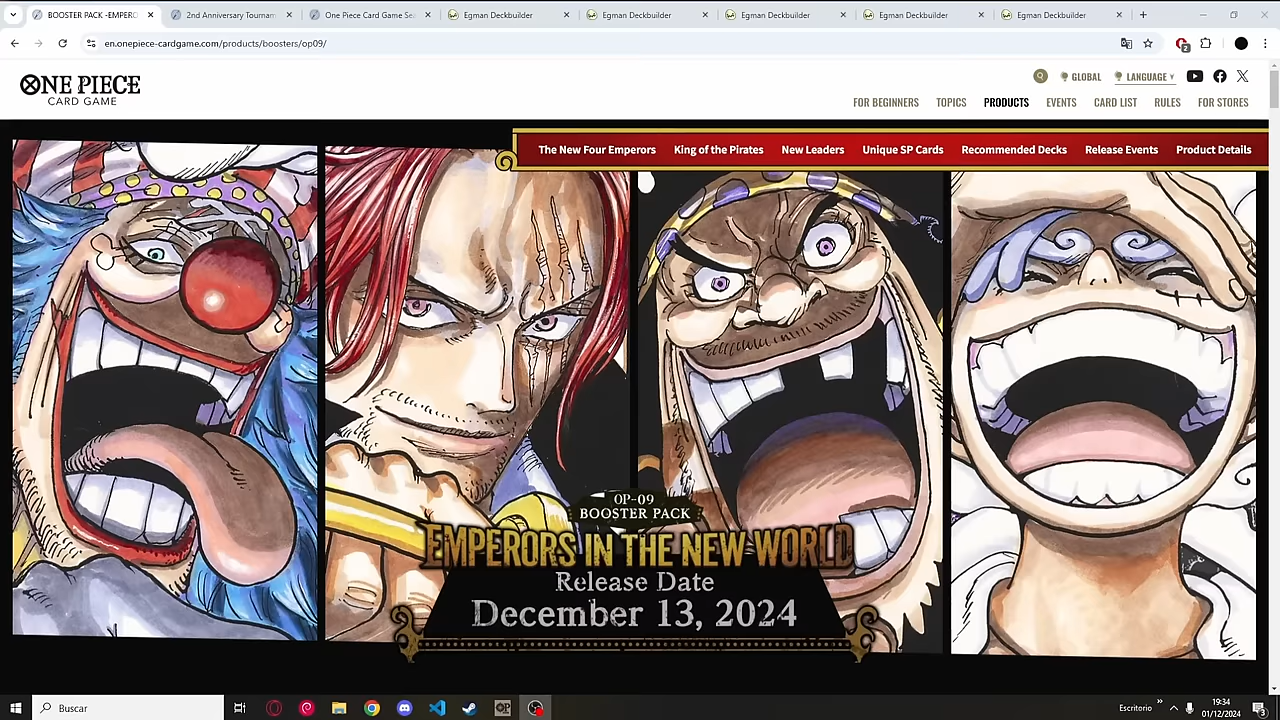 BOOSTER PACK -EMPERO
2nd Anniversary Tournam
One Piece Card Game Sea
Egman Deckbuilder
Egman Deckbuilder
Egman Deckbuilder
Egman Deckbuilder
Egman Deckbuilder
en.onepiece-cardgame.com/products/boosters/op09/
2
ONE PIECE
CARD GAME
GLOBAL
LANGUAGE
FOR BEGINNERS
TOPICS
PRODUCTS
EVENTS
CARD LIST
RULES
FOR STORES
The New Four Emperors
King of the Pirates
New Leaders
Unique SP Cards
Recommended Decks
Release Events
Product Details
OP-09
BOOSTER PACK
EMPERORS IN THE NEW WORLD
Release Date
December 13, 2024
Buscar
OP
Escritorio
19:34
01/12/2024
3